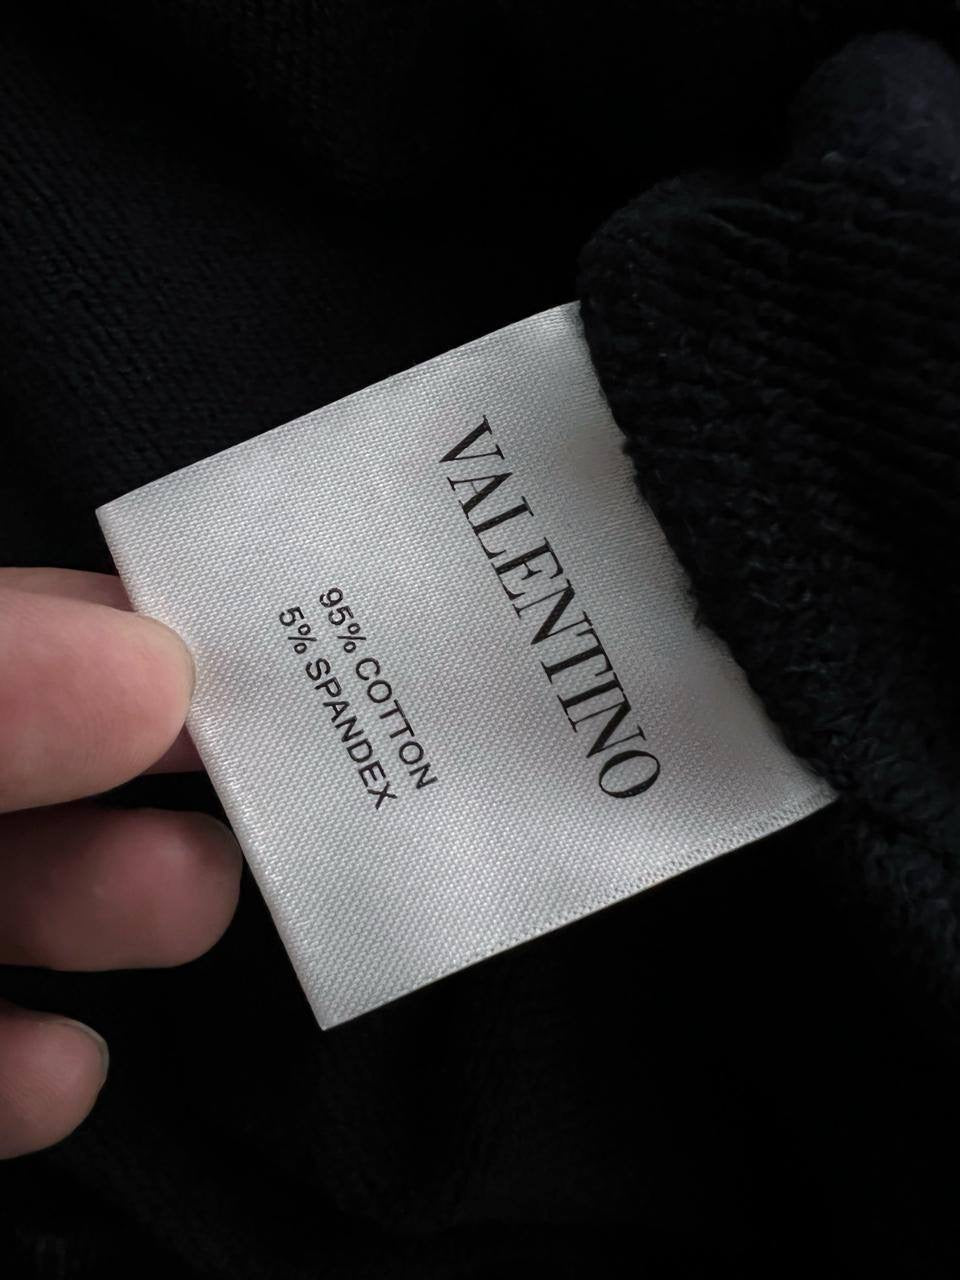 VALENTINO
95% COTTON
5% SPANDEX